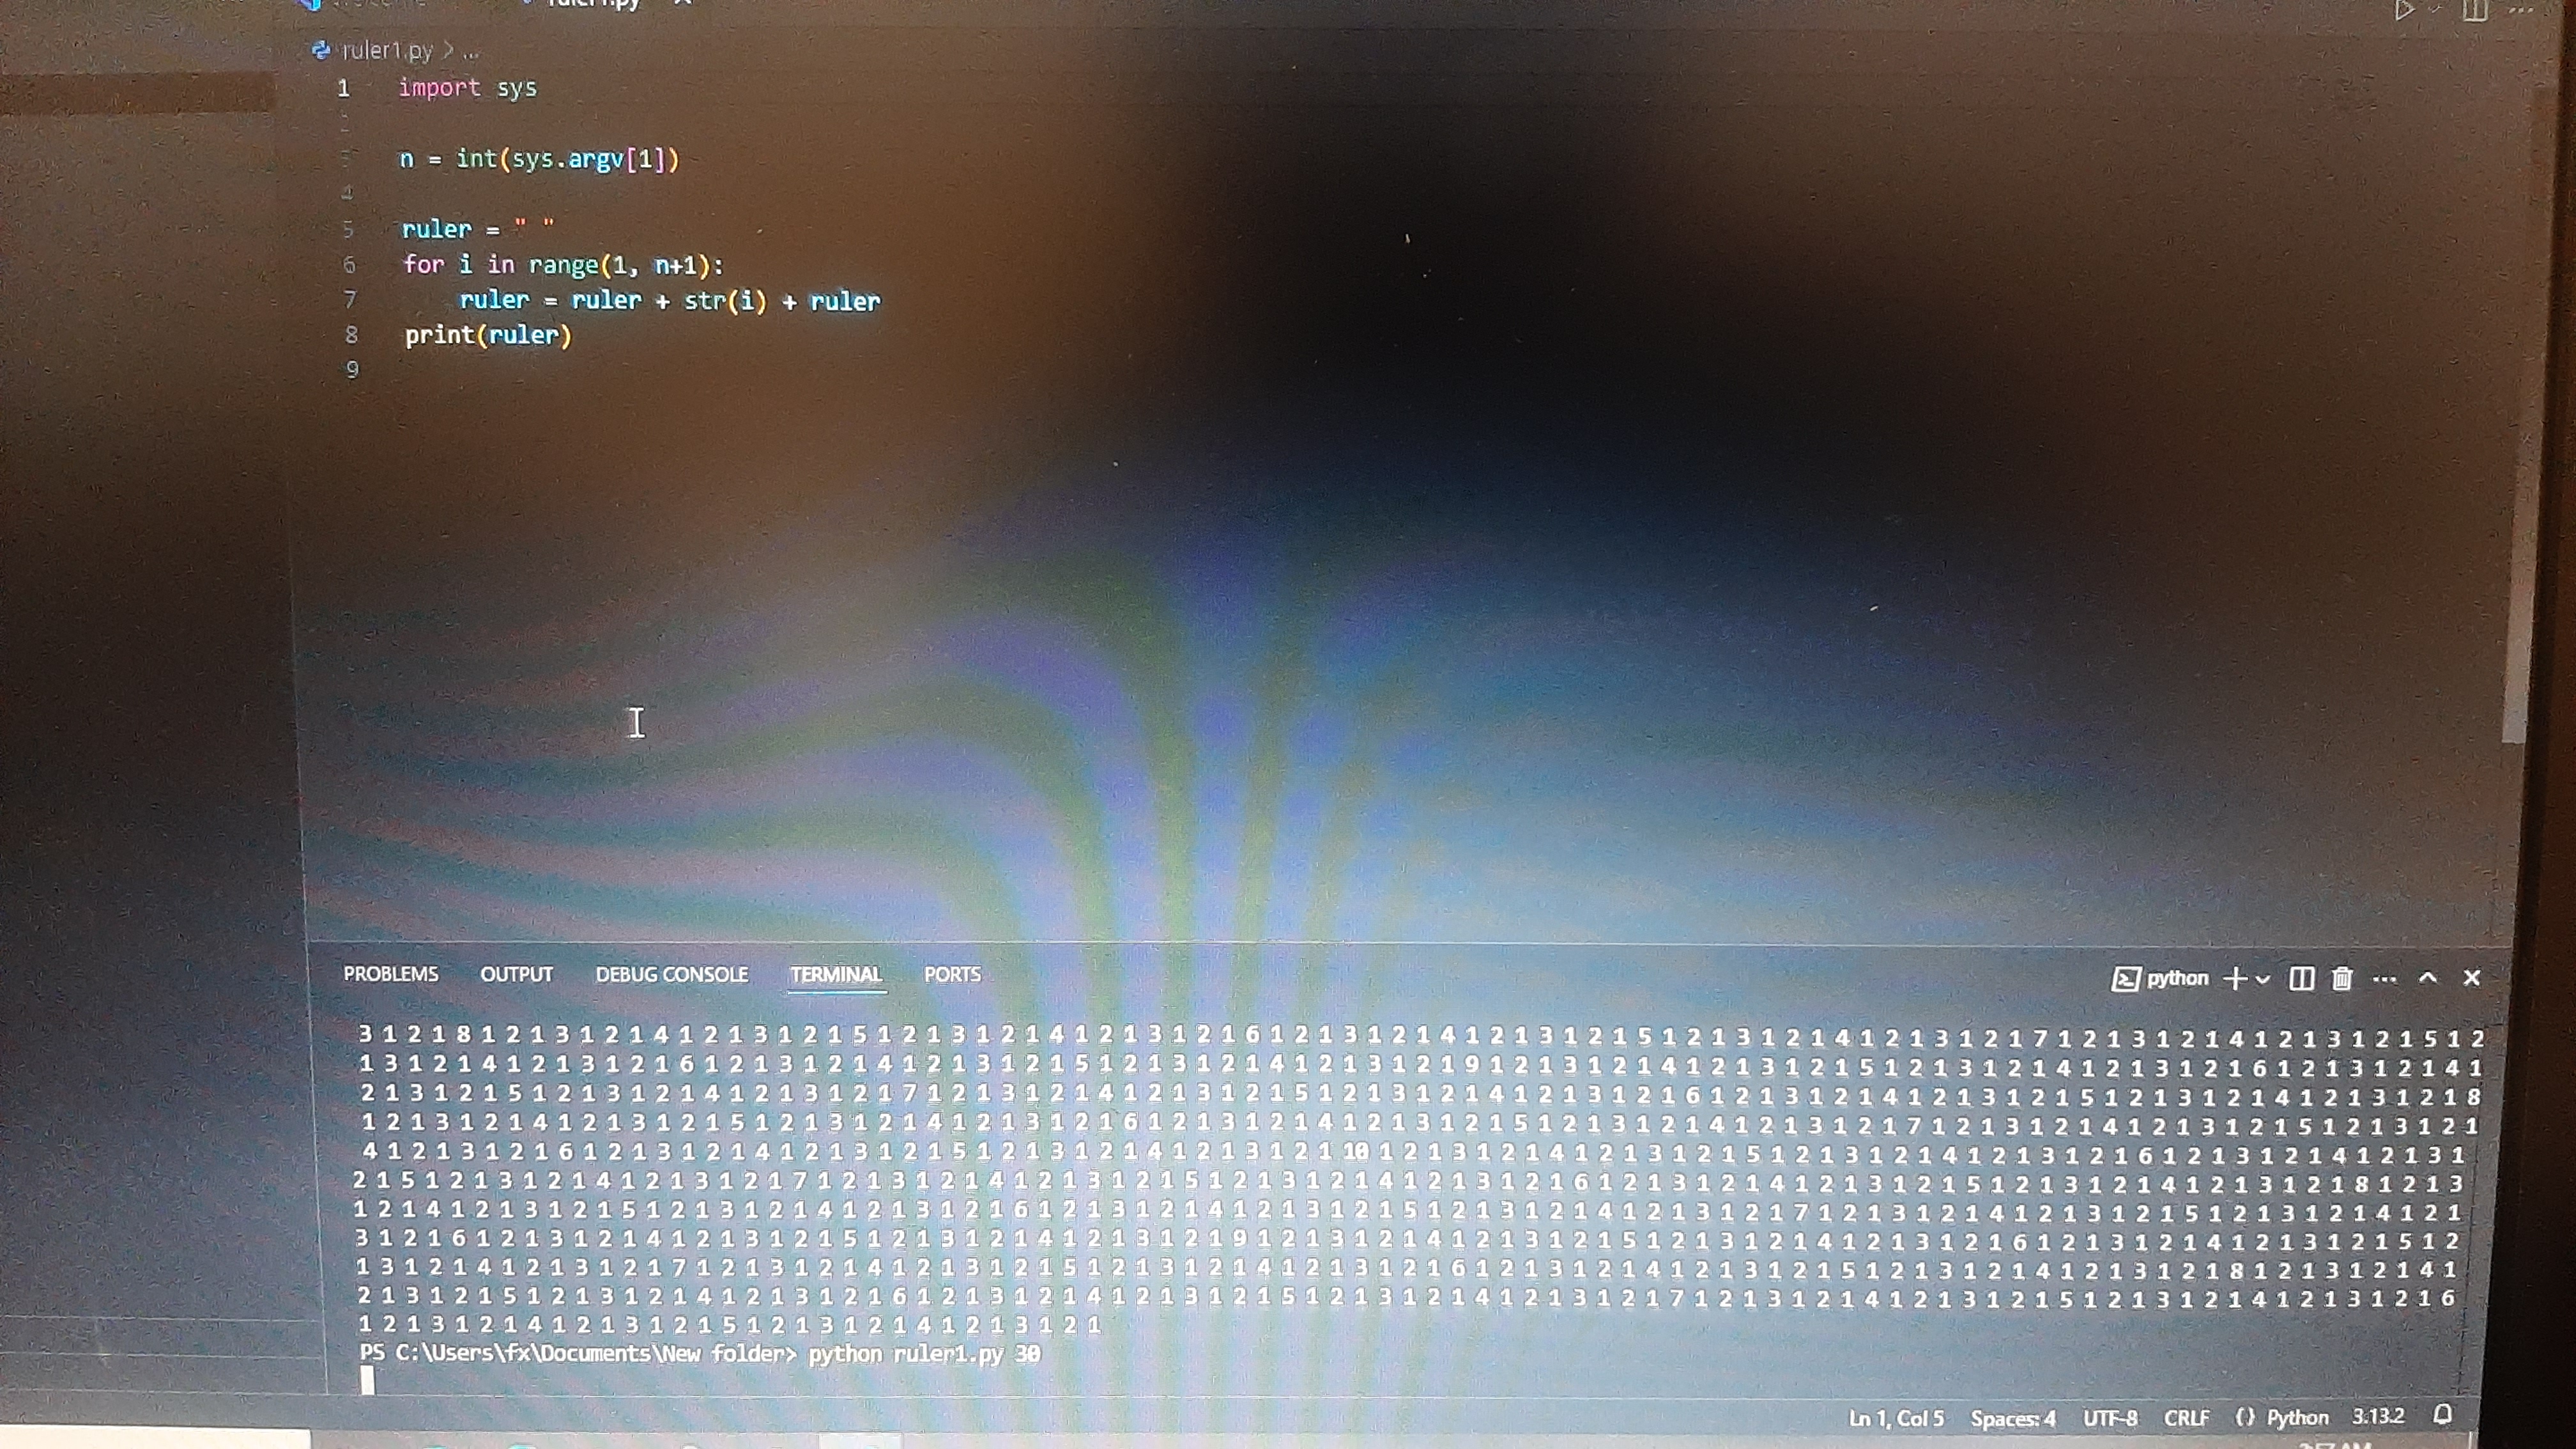 ruler1.py
ruler1.py > ...
1 import sys
3 n = int(sys.argv[1])
4
5 ruler = " "
6 for i in range(1, n+1):
7 ruler = ruler + str(i) + ruler
8 print(ruler)
9
PROBLEMS OUTPUT DEBUG CONSOLE TERMINAL PORTS python
3 1 2 1 8 1 2 1 3 1 2 1 4 1 2 1 3 1 2 1 5 1 2 1 3 1 2 1 4 1 2 1 3 1 2 1 6 1 2 1 3 1 2 1 4 1 2 1 3 1 2 1 5 1 2 1 3 1 2 1 4 1 2 1 3 1 2 1 7 1 2 1 3 1 2 1 4 1 2 1 3 1 2 1 5 1 2
1 3 1 2 1 4 1 2 1 3 1 2 1 6 1 2 1 3 1 2 1 4 1 2 1 3 1 2 1 5 1 2 1 3 1 2 1 4 1 2 1 3 1 2 1 9 1 2 1 3 1 2 1 4 1 2 1 3 1 2 1 5 1 2 1 3 1 2 1 4 1 2 1 3 1 2 1 6 1 2 1 3 1 2 1 4 1
2 1 3 1 2 1 5 1 2 1 3 1 2 1 4 1 2 1 3 1 2 1 7 1 2 1 3 1 2 1 4 1 2 1 3 1 2 1 5 1 2 1 3 1 2 1 4 1 2 1 3 1 2 1 6 1 2 1 3 1 2 1 4 1 2 1 3 1 2 1 5 1 2 1 3 1 2 1 4 1 2 1 3 1 2 1 8
1 2 1 3 1 2 1 4 1 2 1 3 1 2 1 5 1 2 1 3 1 2 1 4 1 2 1 3 1 2 1 6 1 2 1 3 1 2 1 4 1 2 1 3 1 2 1 5 1 2 1 3 1 2 1 4 1 2 1 3 1 2 1 7 1 2 1 3 1 2 1 4 1 2 1 3 1 2 1 5 1 2 1 3 1 2 1
4 1 2 1 3 1 2 1 6 1 2 1 3 1 2 1 4 1 2 1 3 1 2 1 5 1 2 1 3 1 2 1 4 1 2 1 3 1 2 1 10 1 2 1 3 1 2 1 4 1 2 1 3 1 2 1 5 1 2 1 3 1 2 1 4 1 2 1 3 1 2 1 6 1 2 1 3 1 2 1 4 1 2 1 3 1
2 1 5 1 2 1 3 1 2 1 4 1 2 1 3 1 2 1 7 1 2 1 3 1 2 1 4 1 2 1 3 1 2 1 5 1 2 1 3 1 2 1 4 1 2 1 3 1 2 1 6 1 2 1 3 1 2 1 4 1 2 1 3 1 2 1 5 1 2 1 3 1 2 1 4 1 2 1 3 1 2 1 8 1 2 1 3
1 2 1 4 1 2 1 3 1 2 1 5 1 2 1 3 1 2 1 4 1 2 1 3 1 2 1 6 1 2 1 3 1 2 1 4 1 2 1 3 1 2 1 5 1 2 1 3 1 2 1 4 1 2 1 3 1 2 1 7 1 2 1 3 1 2 1 4 1 2 1 3 1 2 1 5 1 2 1 3 1 2 1 4 1 2 1
3 1 2 1 6 1 2 1 3 1 2 1 4 1 2 1 3 1 2 1 5 1 2 1 3 1 2 1 4 1 2 1 3 1 2 1 9 1 2 1 3 1 2 1 4 1 2 1 3 1 2 1 5 1 2 1 3 1 2 1 4 1 2 1 3 1 2 1 6 1 2 1 3 1 2 1 4 1 2 1 3 1 2 1 5 1 2
1 3 1 2 1 4 1 2 1 3 1 2 1 7 1 2 1 3 1 2 1 4 1 2 1 3 1 2 1 5 1 2 1 3 1 2 1 4 1 2 1 3 1 2 1 6 1 2 1 3 1 2 1 4 1 2 1 3 1 2 1 5 1 2 1 3 1 2 1 4 1 2 1 3 1 2 1 8 1 2 1 3 1 2 1 4 1
2 1 3 1 2 1 5 1 2 1 3 1 2 1 4 1 2 1 3 1 2 1 6 1 2 1 3 1 2 1 4 1 2 1 3 1 2 1 5 1 2 1 3 1 2 1 4 1 2 1 3 1 2 1 7 1 2 1 3 1 2 1 4 1 2 1 3 1 2 1 5 1 2 1 3 1 2 1 4 1 2 1 3 1 2 1 6
1 2 1 3 1 2 1 4 1 2 1 3 1 2 1 5 1 2 1 3 1 2 1 4 1 2 1 3 1 2 1
PS C:\Users\fx\Documents\New folder> python ruler1.py 30
Ln 1, Col 5 Spaces: 4 UTF-8 CRLF {} Python 3.13.2